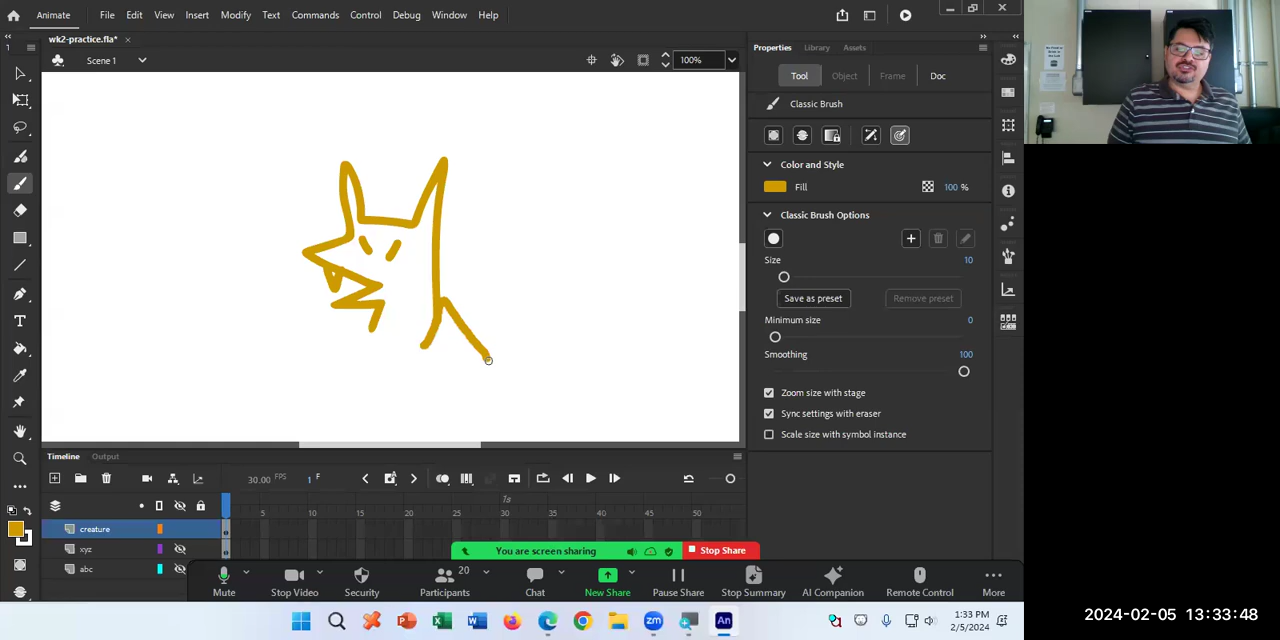 Animate File Edit View Insert Modify Text Commands Control Debug Window Help
wk2-practice.fla*
Scene 1
100%
Properties Library Assets
Tool Object Frame Doc
Classic Brush
Color and Style
Fill 100 %
Classic Brush Options
Size 10
Save as preset Remove preset
Minimum size 0
Smoothing 100
Zoom size with stage
Sync settings with eraser
Scale size with symbol instance
Timeline Output
30.00 FPS 1 F
1s
5 10 15 20 25 30 35 40 45 50
creature
xyz
abc
You are screen sharing Stop Share
20
Mute Stop Video Security Participants Chat New Share Pause Share Stop Summary AI Companion Remote Control More
1:33 PM
2/5/2024
2024-02-05 13:33:48